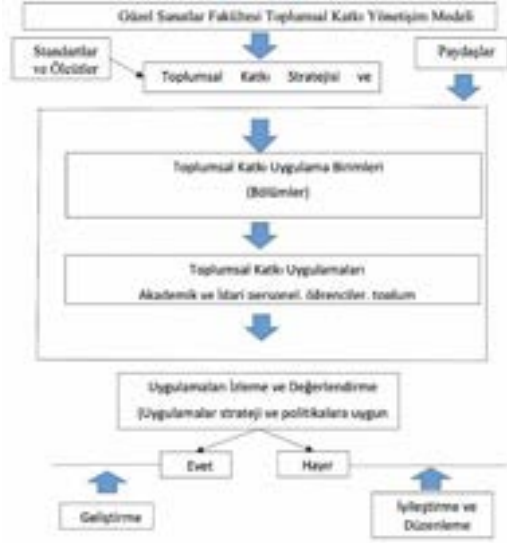 Güzel Sanatlar Fakültesi Toplumsal Katkı Yönetişim Modeli
Standartlar
ve Ölçütler
Paydaşlar
Toplumsal Katkı Stratejisi ve
Toplumsal Katkı Uygulama Birimleri
(Bölümler)
Toplumsal Katkı Uygulamaları
Akademik ve İdari personel, öğrenciler, toplum
Uygulamaları İzleme ve Değerlendirme
(Uygulamalar strateji ve politikalara uygun
Evet
Hayır
Geliştirme
İyileştirme ve
Düzenleme